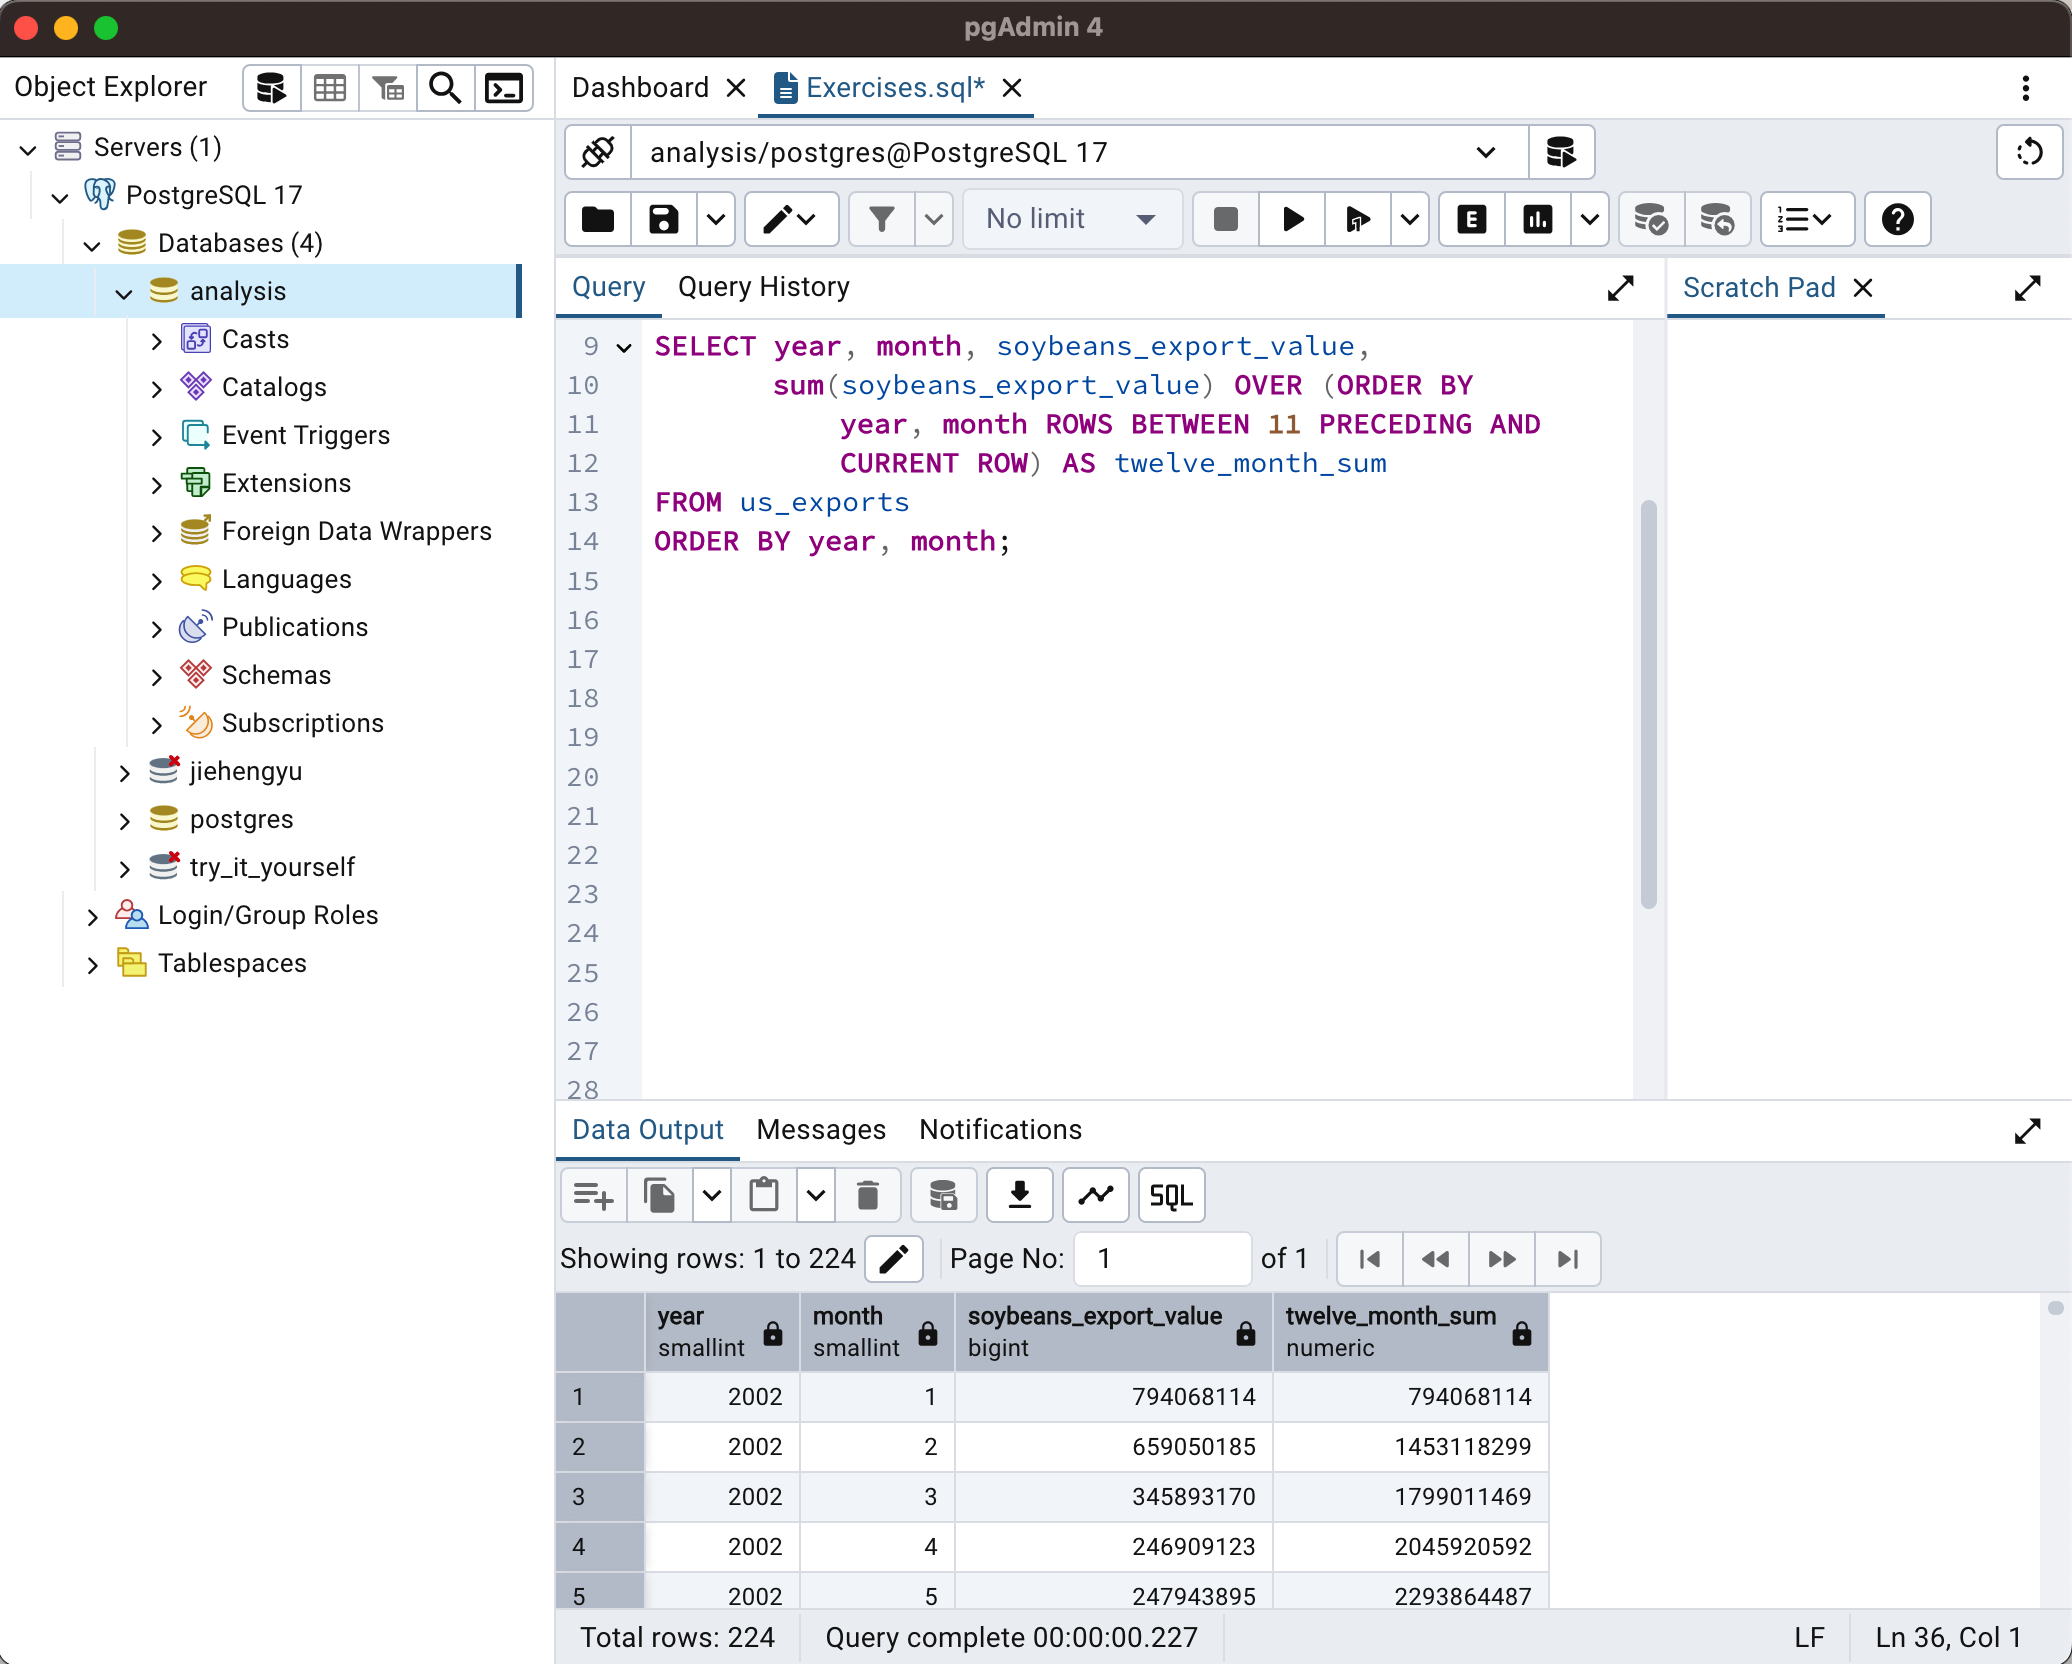 pgAdmin 4
Object Explorer
Servers (1)
PostgreSQL 17
Databases (4)
analysis
Casts
Catalogs
Event Triggers
Extensions
Foreign Data Wrappers
Languages
Publications
Schemas
Subscriptions
jiehengyu
postgres
try_it_yourself
Login/Group Roles
Tablespaces
Dashboard
Exercises.sql*
analysis/postgres@PostgreSQL 17
No limit
E
Query
Query History
Scratch Pad
9 SELECT year, month, soybeans_export_value,
10 sum(soybeans_export_value) OVER (ORDER BY
11 year, month ROWS BETWEEN 11 PRECEDING AND
12 CURRENT ROW) AS twelve_month_sum
13 FROM us_exports
14 ORDER BY year, month;
15
16
17
18
19
20
21
22
23
24
25
26
27
28
Data Output Messages Notifications
SQL
Showing rows: 1 to 224 Page No: 1 of 1
year month soybeans_export_value twelve_month_sum
smallint smallint bigint numeric
1 2002 1 794068114 794068114
2 2002 2 659050185 1453118299
3 2002 3 345893170 1799011469
4 2002 4 246909123 2045920592
5 2002 5 247943895 2293864487
Total rows: 224 Query complete 00:00:00.227 LF Ln 36, Col 1